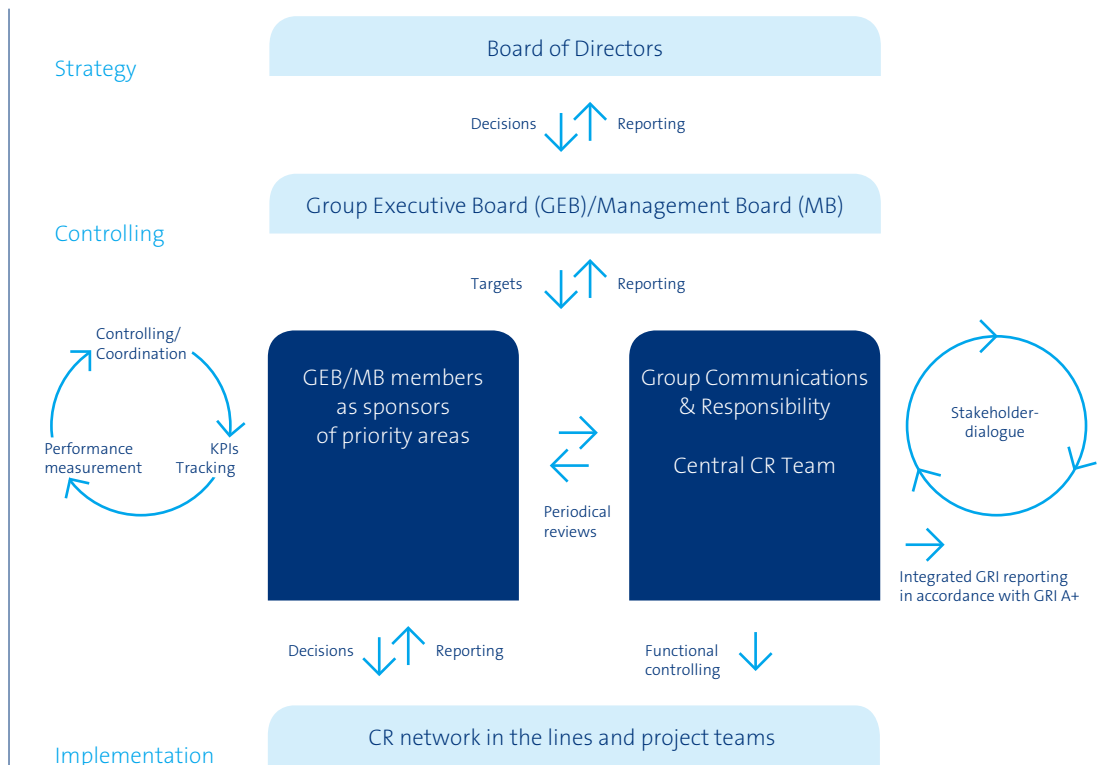 Strategy
Board of Directors
Decisions
Reporting
Group Executive Board (GEB)/Management Board (MB)
Controlling
Targets
Reporting
Controlling/
Coordination
KPIs
Tracking
Performance
measurement
GEB/MB members
as sponsors
of priority areas
Periodical
reviews
Group Communications
& Responsibility
Central CR Team
Stakeholder-
dialogue
Integrated GRI reporting
in accordance with GRI A+
Decisions
Reporting
Functional
controlling
CR network in the lines and project teams
Implementation